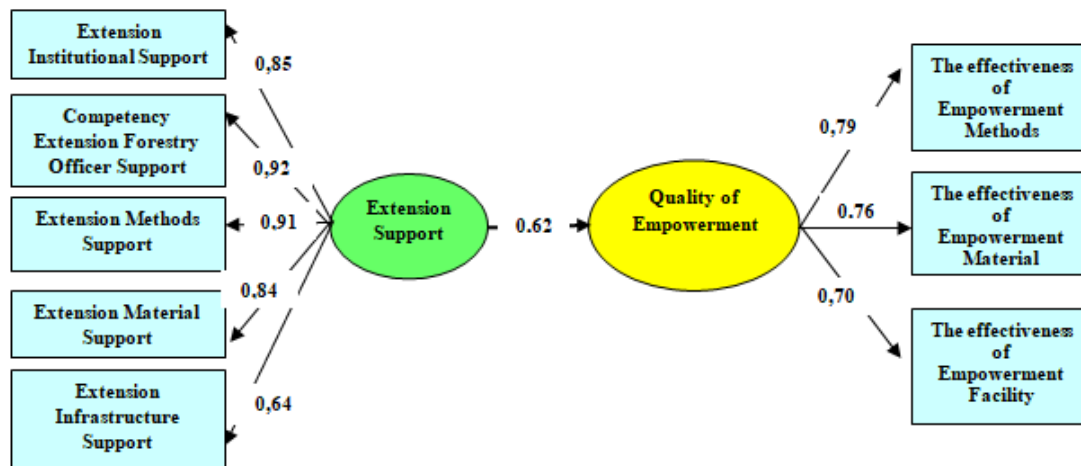 Extension
Institutional Support
Competency
Extension Forestry
Officer Support
Extension Methods
Support
Extension Material
Support
Extension
Infrastructure
Support
0,85
0,92
0,91
0,84
0,64
Extension
Support
0.62
Quality of
Empowerment
0,79
0.76
0,70
The effectiveness
of
Empowerment
Methods
The effectiveness
of
Empowerment
Material
The effectiveness
of
Empowerment
Facility